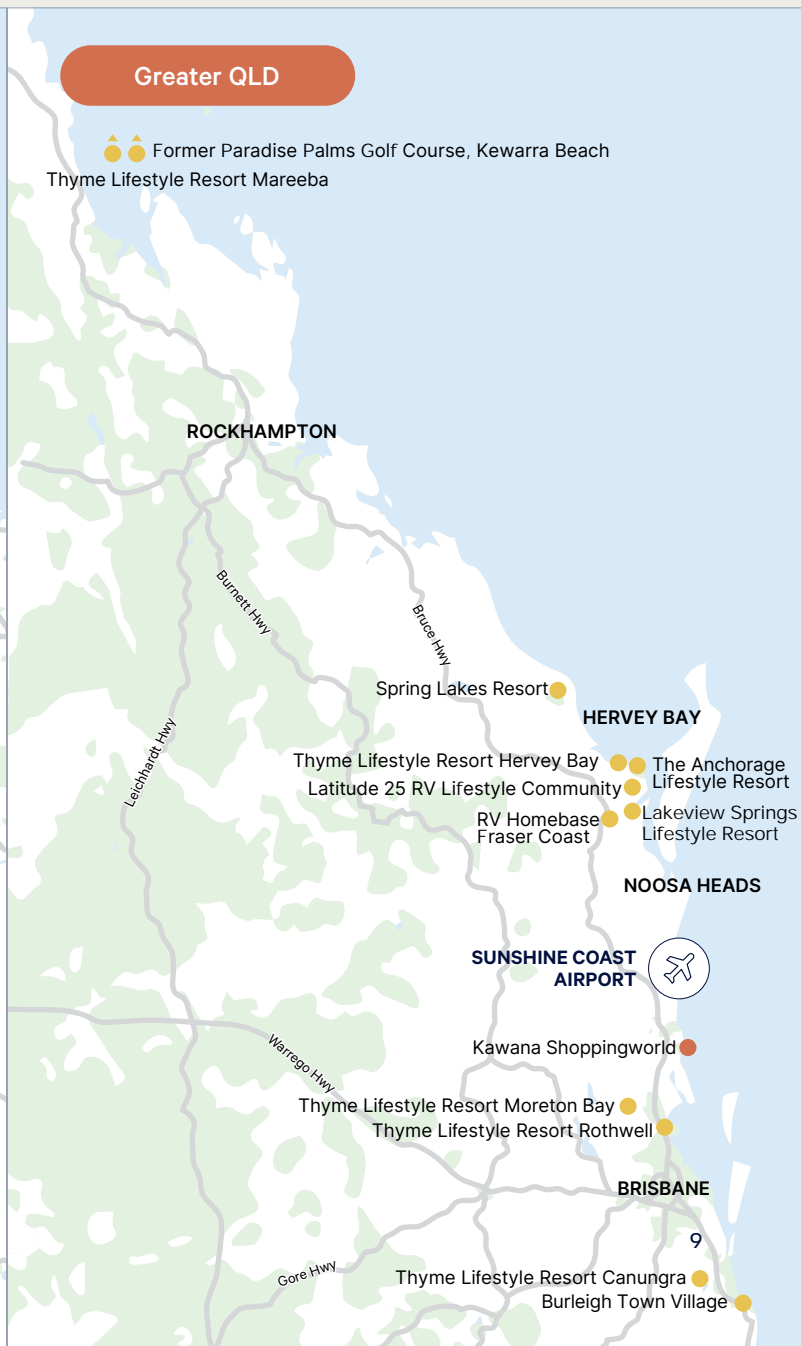 Greater QLD
Former Paradise Palms Golf Course, Kewarra Beach
Thyme Lifestyle Resort Mareeba
ROCKHAMPTON
Burnett Hwy
Bruce Hwy
Leichhardt Hwy
Spring Lakes Resort
HERVEY BAY
Thyme Lifestyle Resort Hervey Bay
The Anchorage
Lifestyle Resort
Latitude 25 RV Lifestyle Community
RV Homebase
Fraser Coast
Lakeview Springs
Lifestyle Resort
NOOSA HEADS
SUNSHINE COAST
AIRPORT
Kawana Shoppingworld
Warrego Hwy
Thyme Lifestyle Resort Moreton Bay
Thyme Lifestyle Resort Rothwell
BRISBANE
9
Gore Hwy
Thyme Lifestyle Resort Canungra
Burleigh Town Village